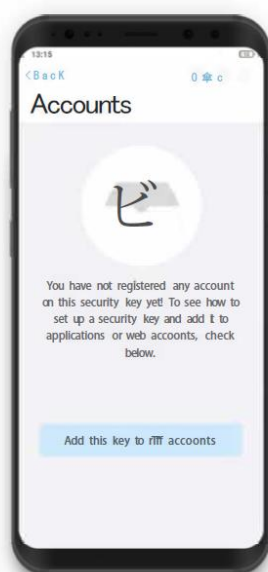 13:15
<BacK
Accounts
ビ
You have not registered any account
on this security key yet! To see how to
set up a security key and add it to
applications or web accoonts, check
below.
Add this key to accoonts